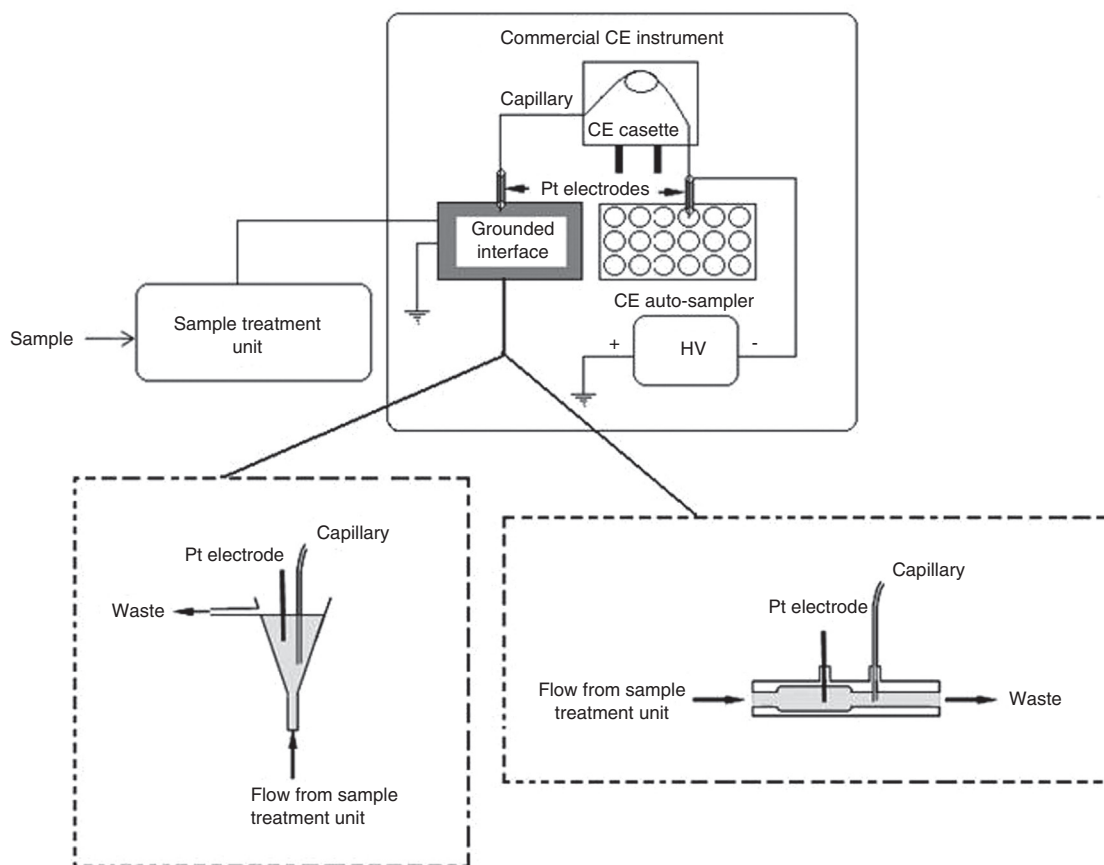 Commercial CE instrument
Capillary
CE casette
Pt electrodes
Grounded
interface
CE auto-sampler
Sample
Sample treatment
unit
+
HV
-
Capillary
Pt electrode
Waste
Flow from sample
treatment unit
Capillary
Pt electrode
Flow from sample
treatment unit
Waste